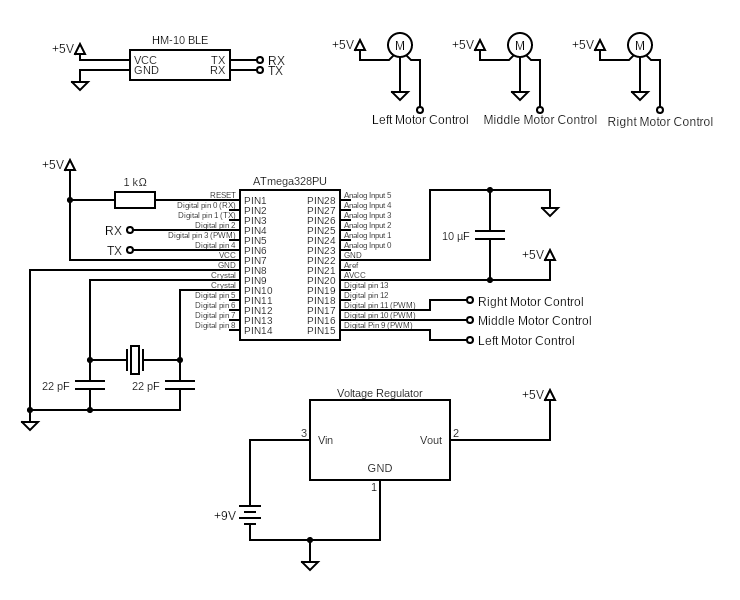 HM-10 BLE
+5V
VCC TX RX
GND RX TX
+5V M
+5V M
+5V M
Left Motor Control
Middle Motor Control
Right Motor Control
+5V
1 kΩ
ATmega328PU
RESET PIN1 PIN28 Analog Input 5
Digital pin 0 (RX) PIN2 PIN27 Analog Input 4
Digital pin 1 (TX) PIN3 PIN26 Analog Input 3
RX Digital pin 2 PIN4 PIN25 Analog Input 2
Digital pin 3 (PWM) PIN5 PIN24 Analog Input 1
TX Digital pin 4 PIN6 PIN23 Analog Input 0
VCC PIN7 PIN22 GND
GND PIN8 PIN21 Aref
Crystal PIN9 PIN20 AVCC
Crystal PIN10 PIN19 Digital pin 13
Digital pin 5 PIN11 PIN18 Digital pin 12
Digital pin 6 PIN12 PIN17 Digital pin 11 (PWM)
Digital pin 7 PIN13 PIN16 Digital pin 10 (PWM)
Digital pin 8 PIN14 PIN15 Digital Pin 9 (PWM)
10 µF
+5V
Right Motor Control
Middle Motor Control
Left Motor Control
22 pF
22 pF
Voltage Regulator
+5V
3 Vin Vout 2
GND
1
+9V